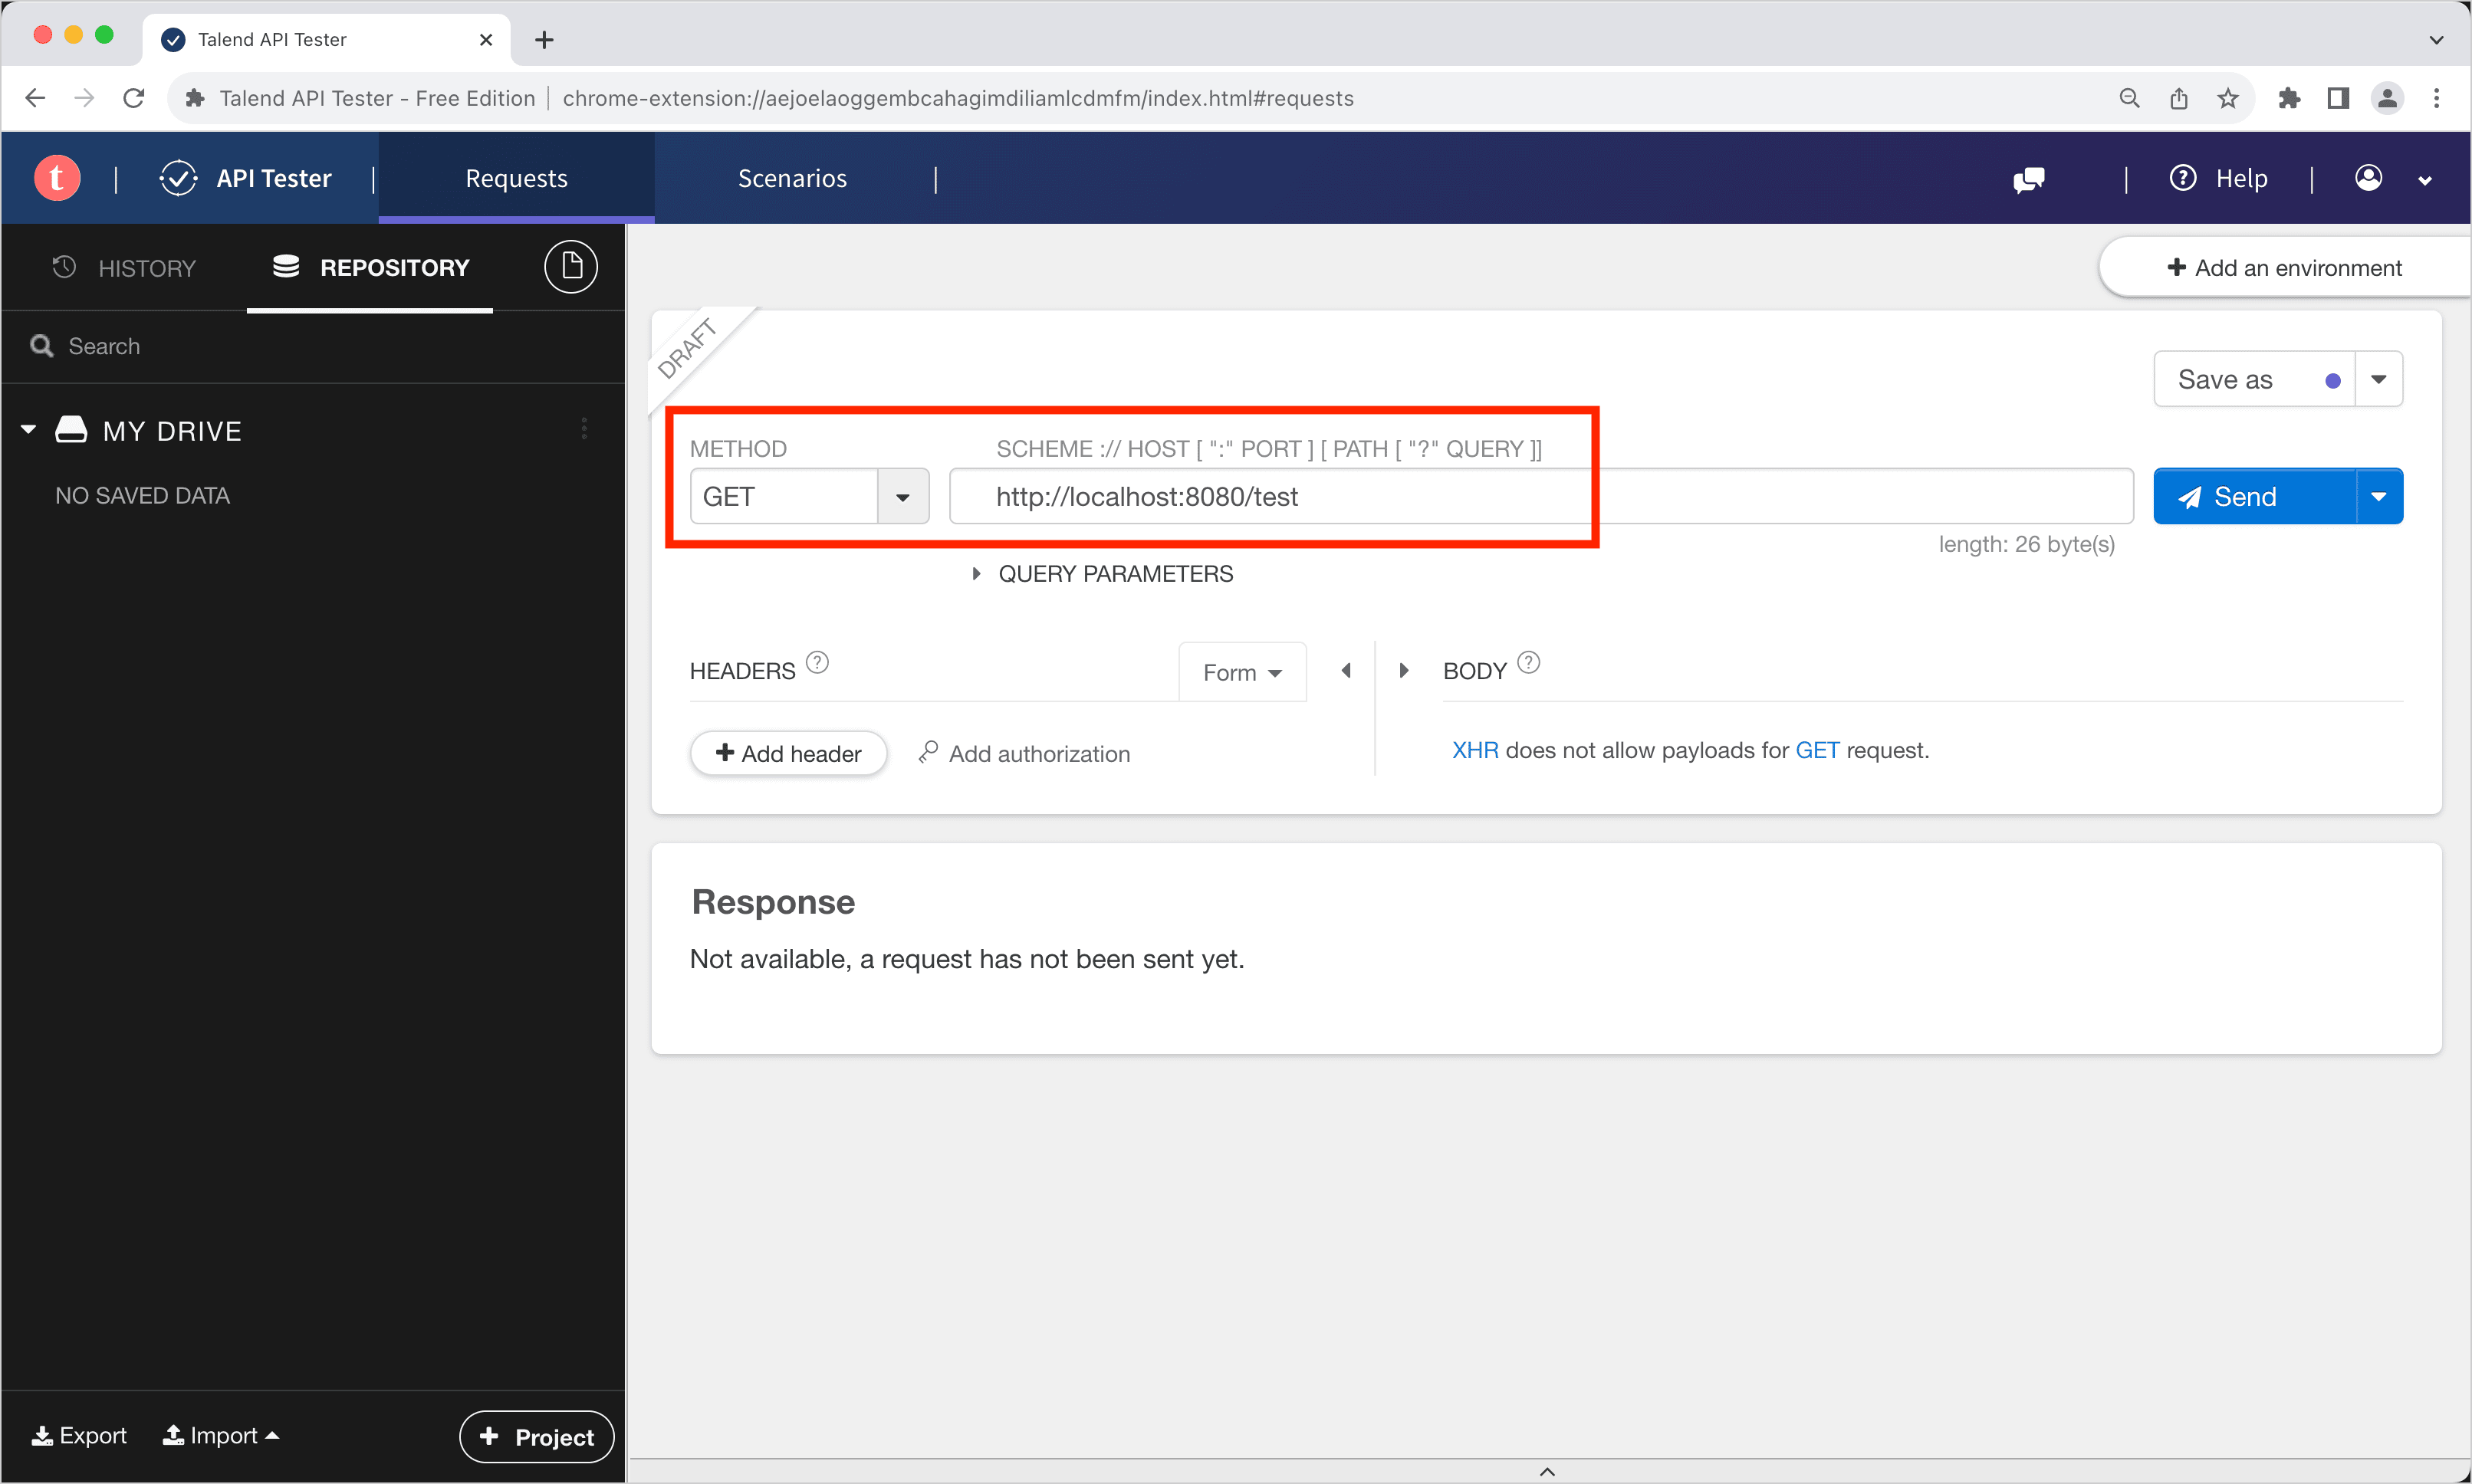 Talend API Tester
Talend API Tester - Free Edition | chrome-extension://aejoelaoggembcahagimdiliamlcdmfm/index.html#requests
t | API Tester | Requests Scenarios | | Help |
HISTORY REPOSITORY
Add an environment
Search
DRAFT
Save as
MY DRIVE
NO SAVED DATA
METHOD SCHEME :// HOST [ ":" PORT ] [ PATH [ "?" QUERY ]]
GET http://localhost:8080/test Send
length: 26 byte(s)
QUERY PARAMETERS
HEADERS ? Form BODY ?
Add header Add authorization
XHR does not allow payloads for GET request.
Response
Not available, a request has not been sent yet.
Export Import + Project